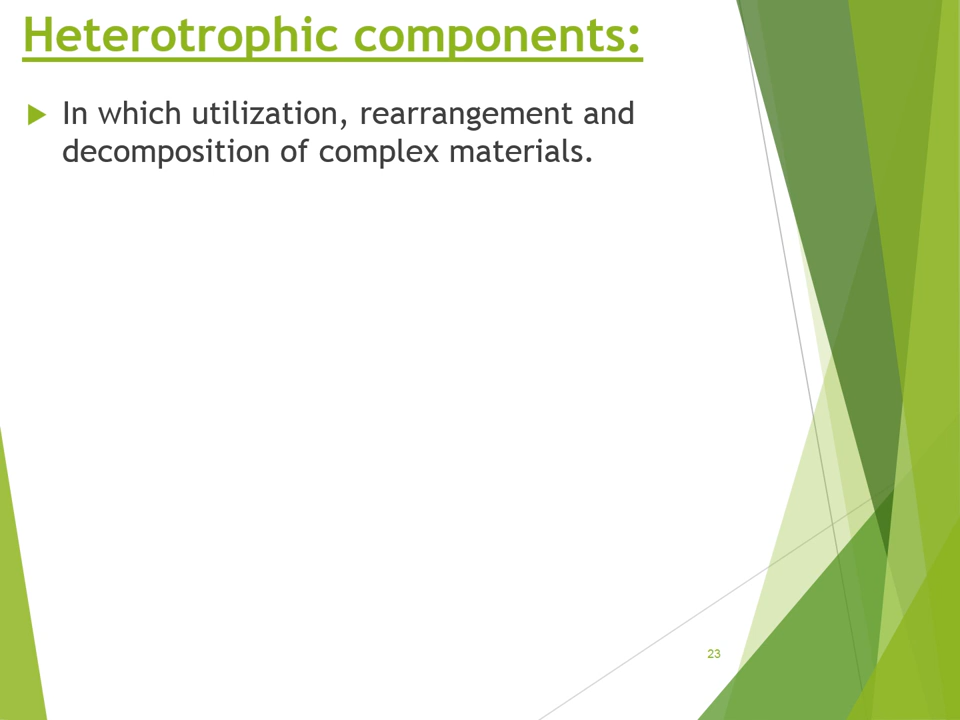 Heterotrophic components:
In which utilization, rearrangement and
decomposition of complex materials.
23